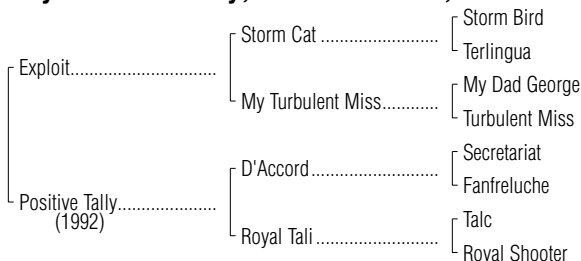 Storm Bird
Storm Cat
Terlingua
Exploit
My Dad George
My Turbulent Miss
Turbulent Miss
Secretariat
D'Accord
Fanfreluche
Positive Tally
(1992)
Talc
Royal Tali
Royal Shooter